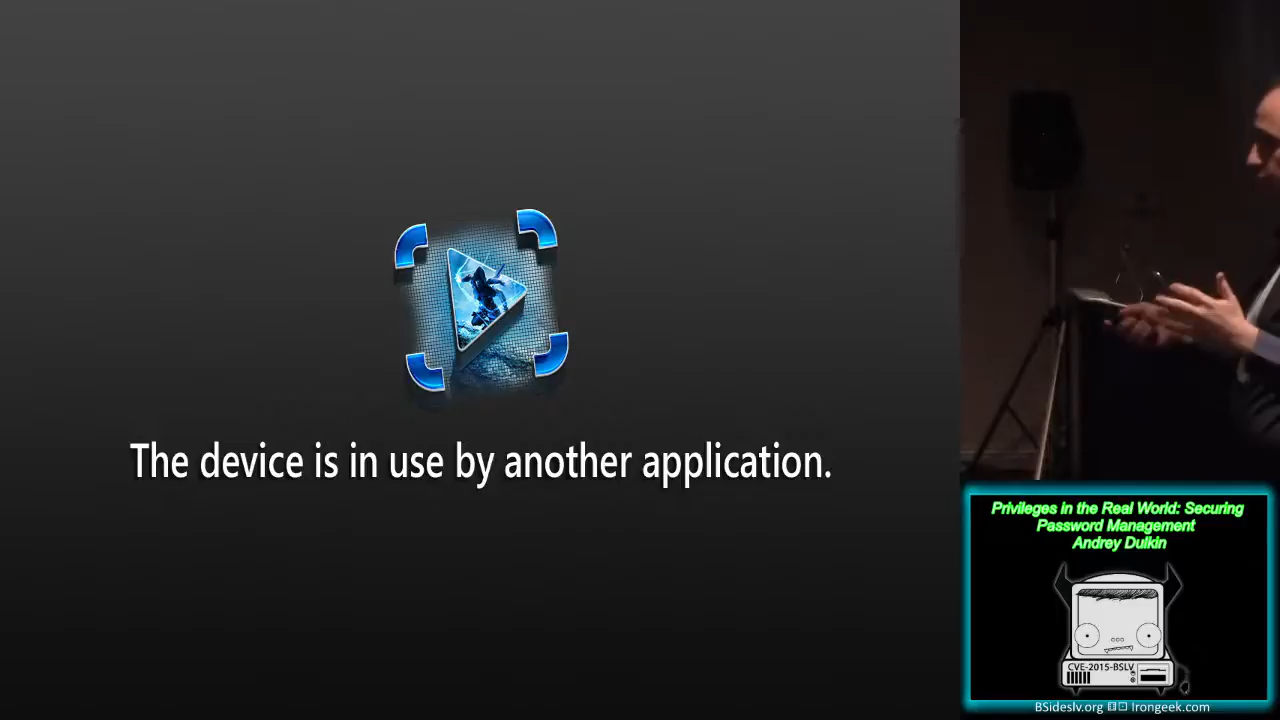 The device is in use by another application.
Privileges in the Real World: Securing
Password Management
Andrey Dulkin
CVE-2015-BSLV
BSideslv.org Irongeek.com